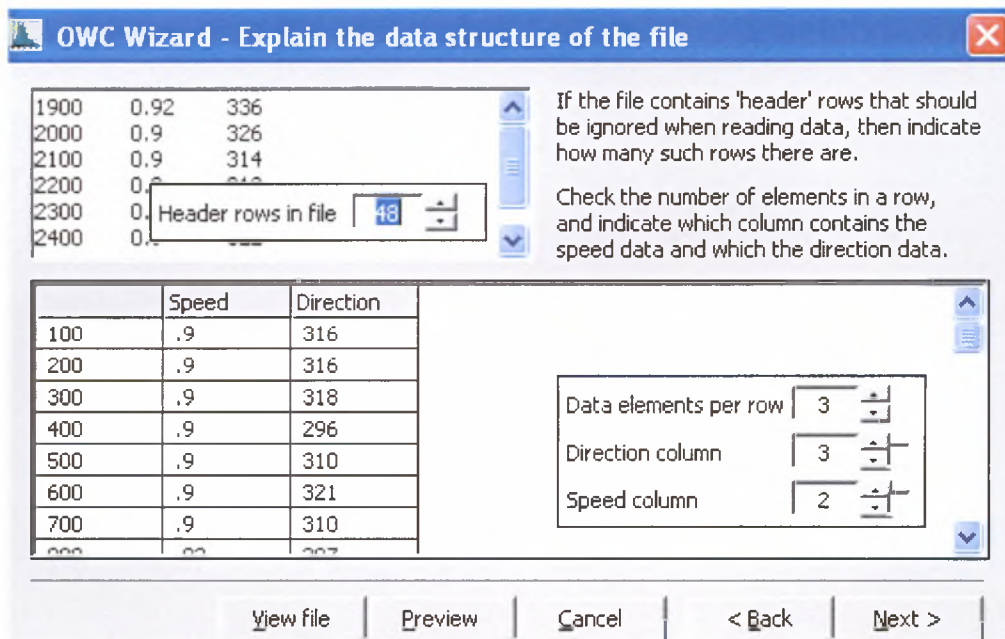 OWC Wizard - Explain the data structure of the file
1900 0.92 336
2000 0.9 326
2100 0.9 314
2200
2300 0.
2400 0.
Header rows in file 48
If the file contains 'header' rows that should
be ignored when reading data, then indicate
how many such rows there are.
Check the number of elements in a row,
and indicate which column contains the
speed data and which the direction data.
Speed Direction
100 .9 316
200 .9 316
300 .9 318
400 .9 296
500 .9 310
600 .9 321
700 .9 310
Data elements per row 3
Direction column 3
Speed column 2
View file Preview Cancel < Back Next >